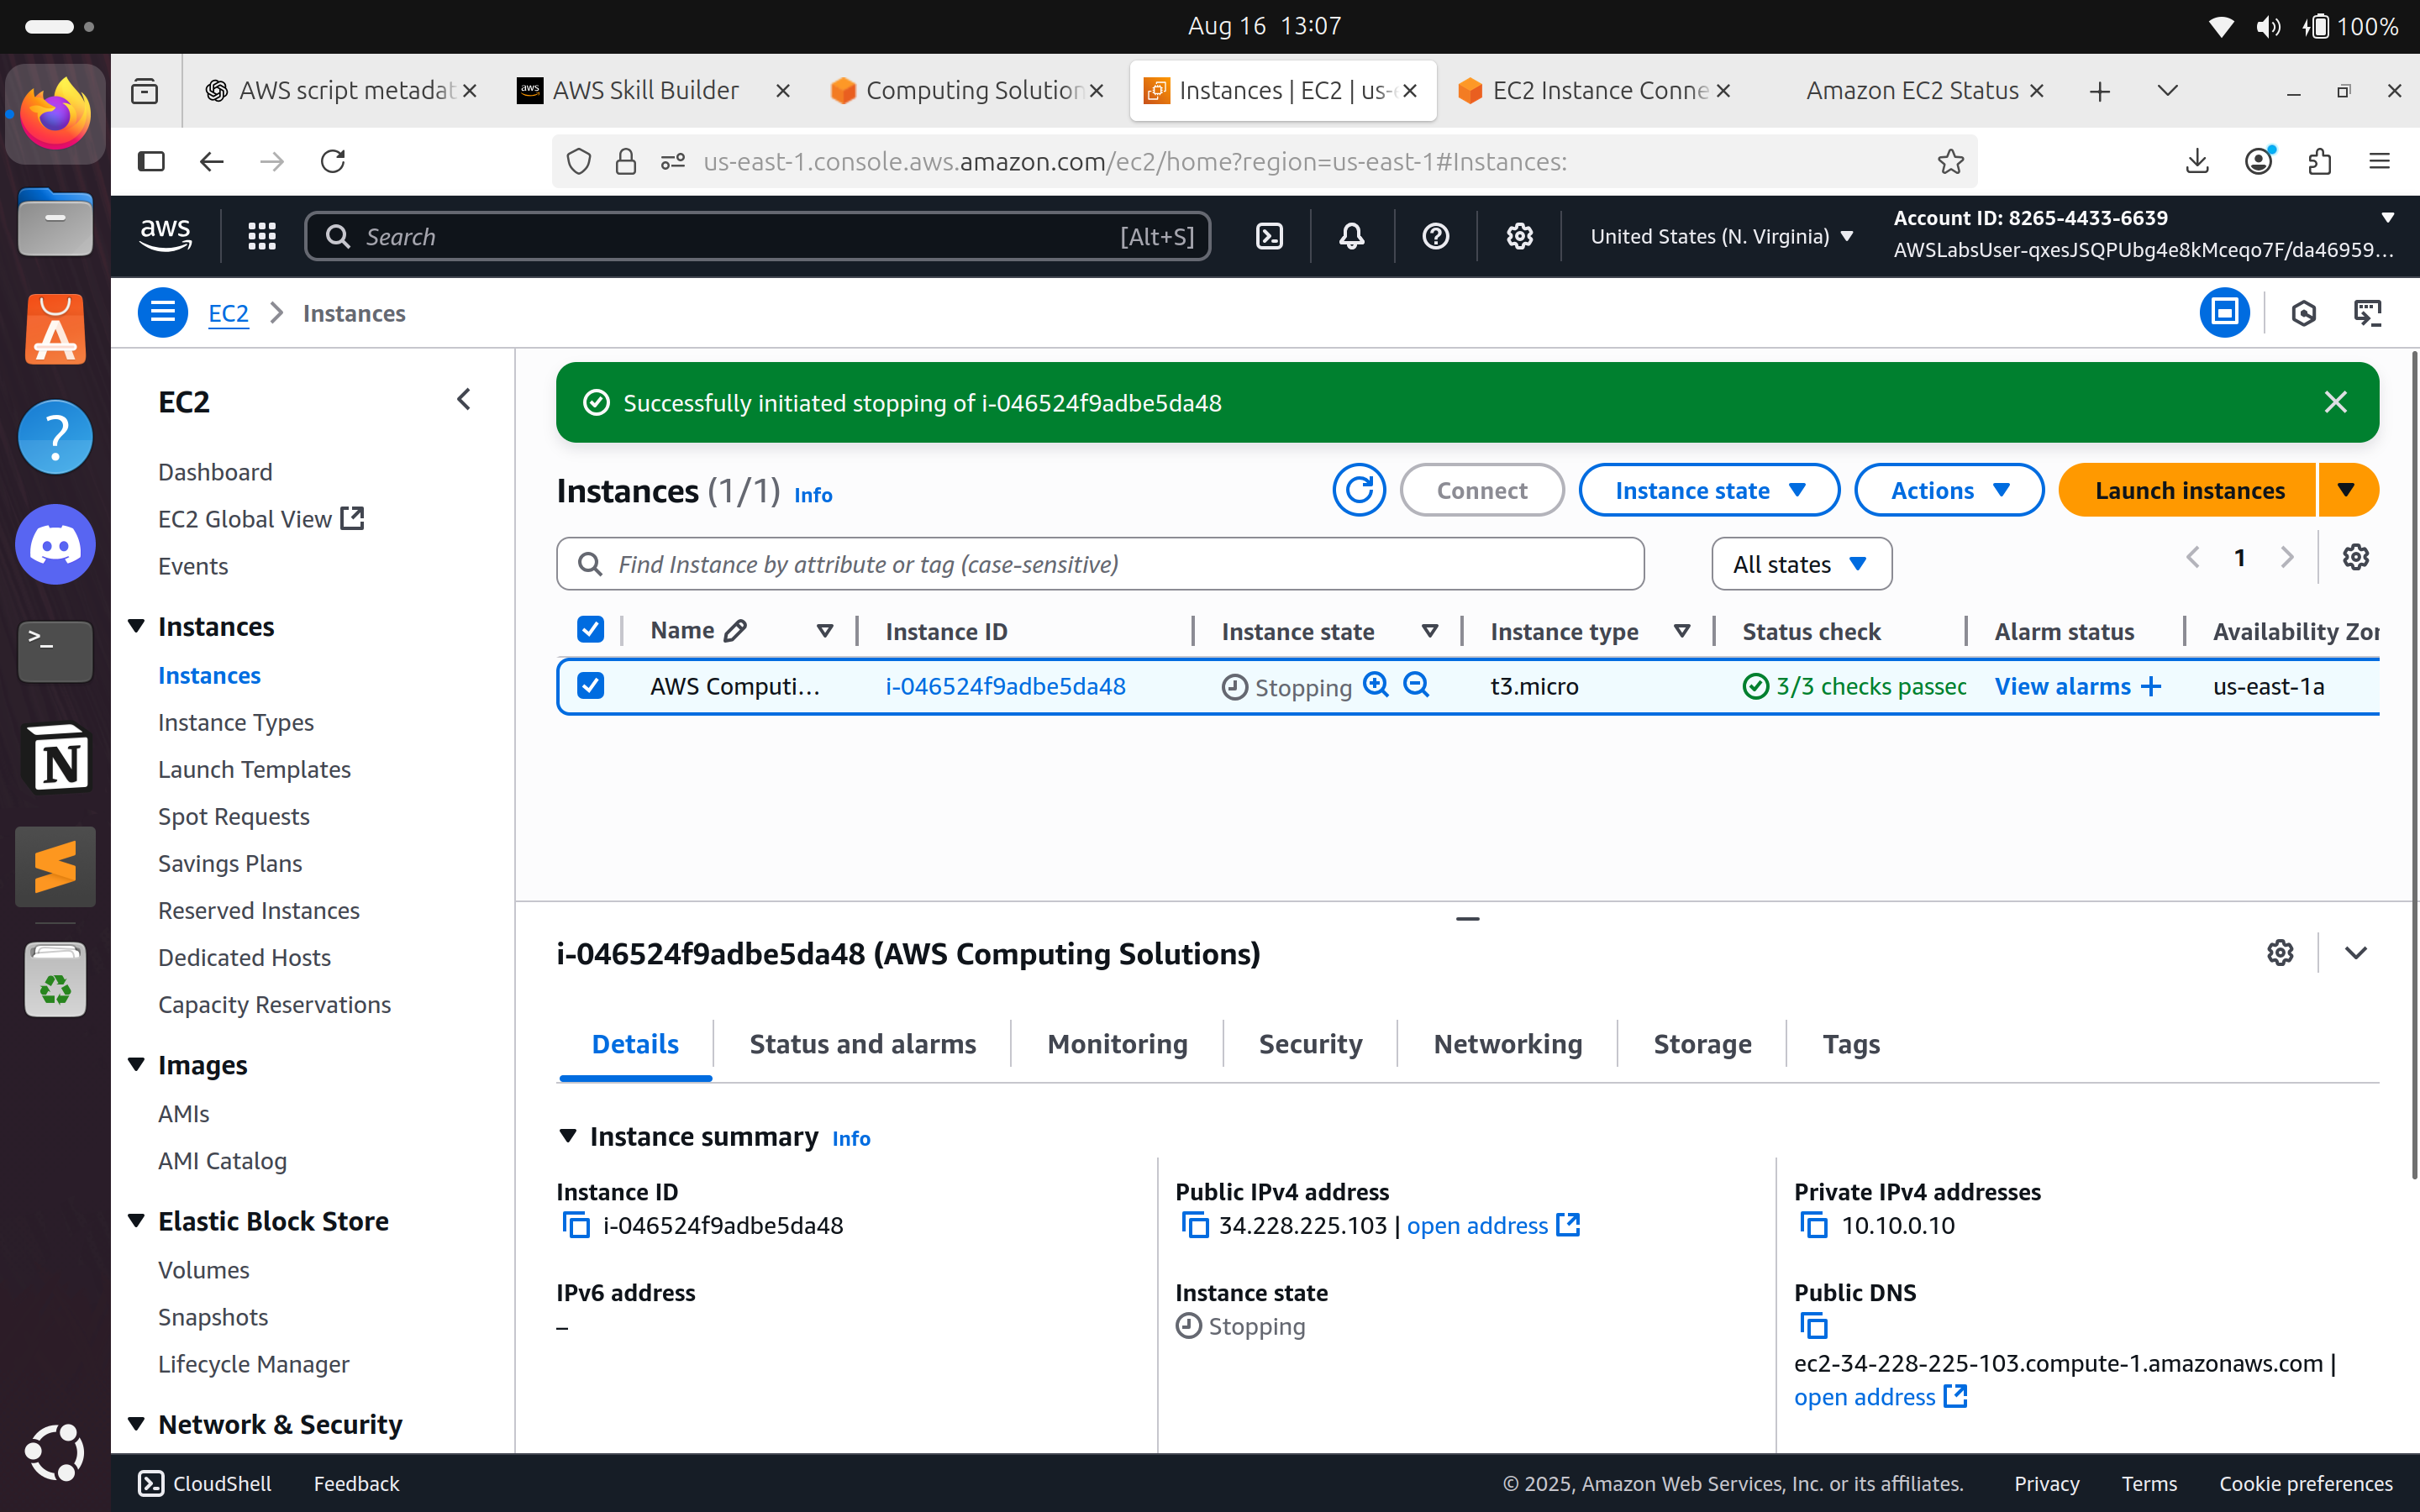 Aug 16 13:07
100%
AWS script metadat
aws
AWS Skill Builder
Computing Solution
Instances | EC2 | us-e
EC2 Instance Conne
Amazon EC2 Status
us-east-1.console.aws.amazon.com/ec2/home?region=us-east-1#Instances:
aws
Search
[Alt+S]
United States (N. Virginia)
Account ID: 8265-4433-6639
AWSLabsUser-qxesJSQPUbg4e8kMceqo7F/da46959...
EC2
Instances
EC2
Dashboard
EC2 Global View
Events
Instances
Instances
Instance Types
Launch Templates
Spot Requests
Savings Plans
Reserved Instances
Dedicated Hosts
Capacity Reservations
Images
AMIs
AMI Catalog
Elastic Block Store
Volumes
Snapshots
Lifecycle Manager
Network & Security
Successfully initiated stopping of i-046524f9adbe5da48
Instances (1/1) Info
Connect
Instance state
Actions
Launch instances
Find Instance by attribute or tag (case-sensitive)
All states
1
Name
Instance ID
Instance state
Instance type
Status check
Alarm status
Availability Zon
AWS Computi...
i-046524f9adbe5da48
Stopping
t3.micro
3/3 checks passed
View alarms +
us-east-1a
i-046524f9adbe5da48 (AWS Computing Solutions)
Details
Status and alarms
Monitoring
Security
Networking
Storage
Tags
Instance summary Info
Instance ID
i-046524f9adbe5da48
Public IPv4 address
34.228.225.103 | open address
Private IPv4 addresses
10.10.0.10
IPv6 address
–
Instance state
Stopping
Public DNS
ec2-34-228-225-103.compute-1.amazonaws.com |
open address
CloudShell
Feedback
© 2025, Amazon Web Services, Inc. or its affiliates.
Privacy
Terms
Cookie preferences